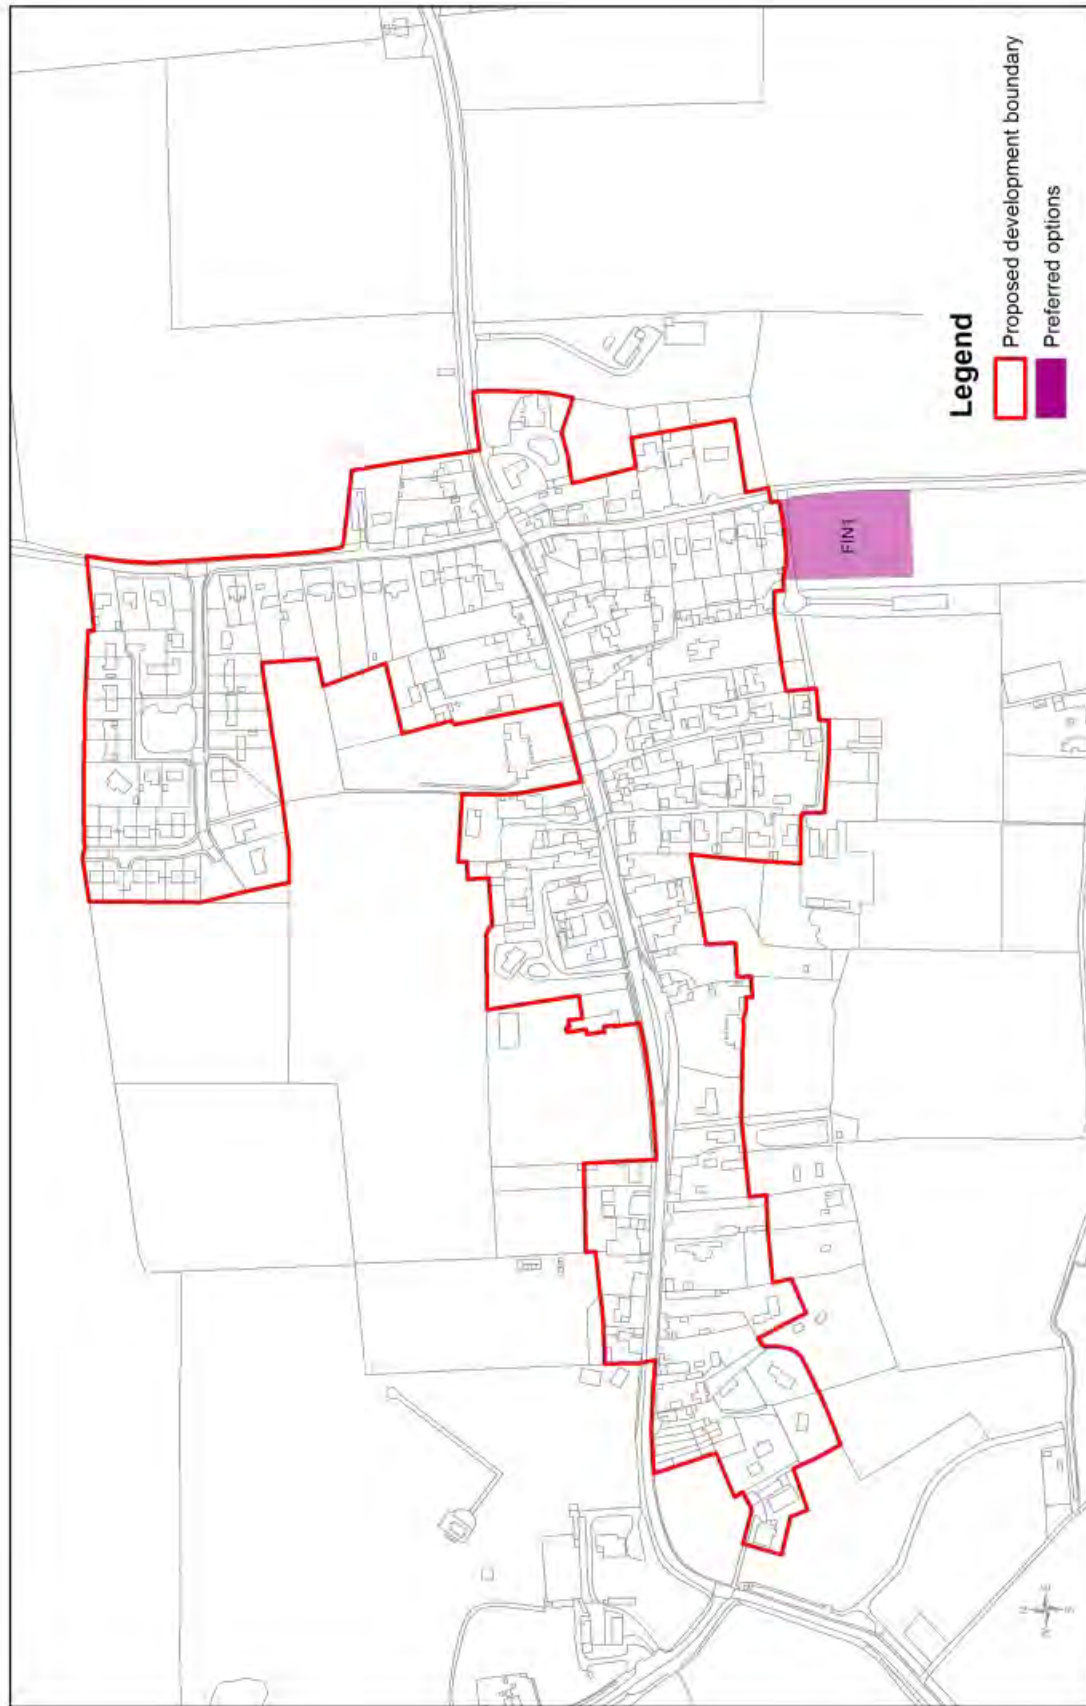 FIN1
Legend
Proposed development boundary
Preferred options
N
E
S
W